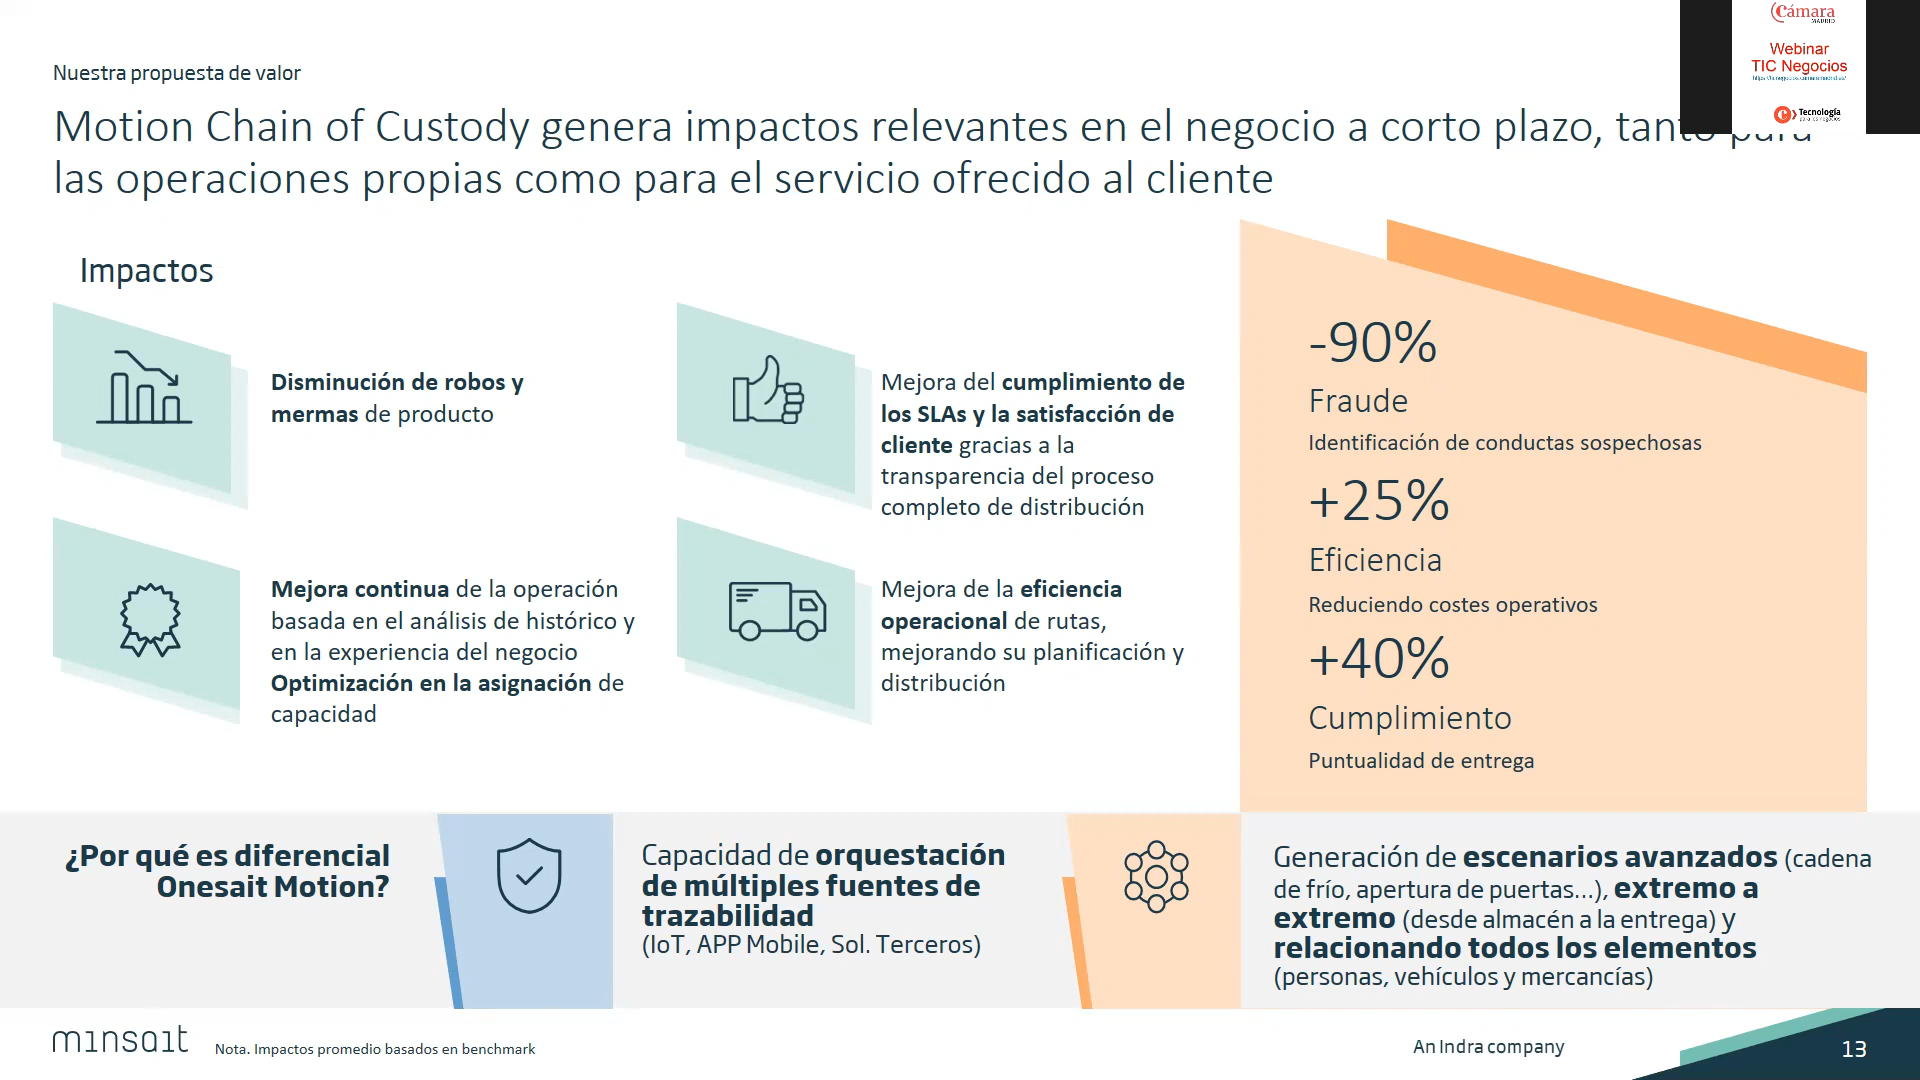 Nuestra propuesta de valor
Motion Chain of Custody genera impactos relevantes en el negocio a corto plazo, tanto para
las operaciones propias como para el servicio ofrecido al cliente
Cámara
MADRID
Webinar
TIC Negocios
Tecnología
para los negocios
Impactos
Disminución de robos y
mermas de producto
Mejora del cumplimiento de
los SLAs y la satisfacción de
cliente gracias a la
transparencia del proceso
completo de distribución
Mejora continua de la operación
basada en el análisis de histórico y
en la experiencia del negocio
Optimización en la asignación de
capacidad
Mejora de la eficiencia
operacional de rutas,
mejorando su planificación y
distribución
-90%
Fraude
Identificación de conductas sospechosas
+25%
Eficiencia
Reduciendo costes operativos
+40%
Cumplimiento
Puntualidad de entrega
¿Por qué es diferencial
Onesait Motion?
Capacidad de orquestación
de múltiples fuentes de
trazabilidad
(IoT, APP Mobile, Sol. Terceros)
Generación de escenarios avanzados (cadena
de frío, apertura de puertas...), extremo a
extremo (desde almacén a la entrega) y
relacionando todos los elementos
(personas, vehículos y mercancías)
minsait
Nota. Impactos promedio basados en benchmark
An Indra company
13